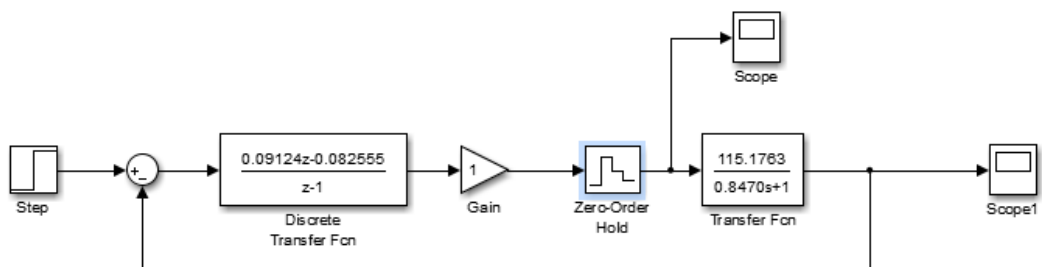 Scope
0.09124z-0.082555
z-1
1
115.1763
0.8470s+1
+
-
Step
Discrete
Transfer Fcn
Gain
Zero-Order
Hold
Transfer Fcn
Scope1